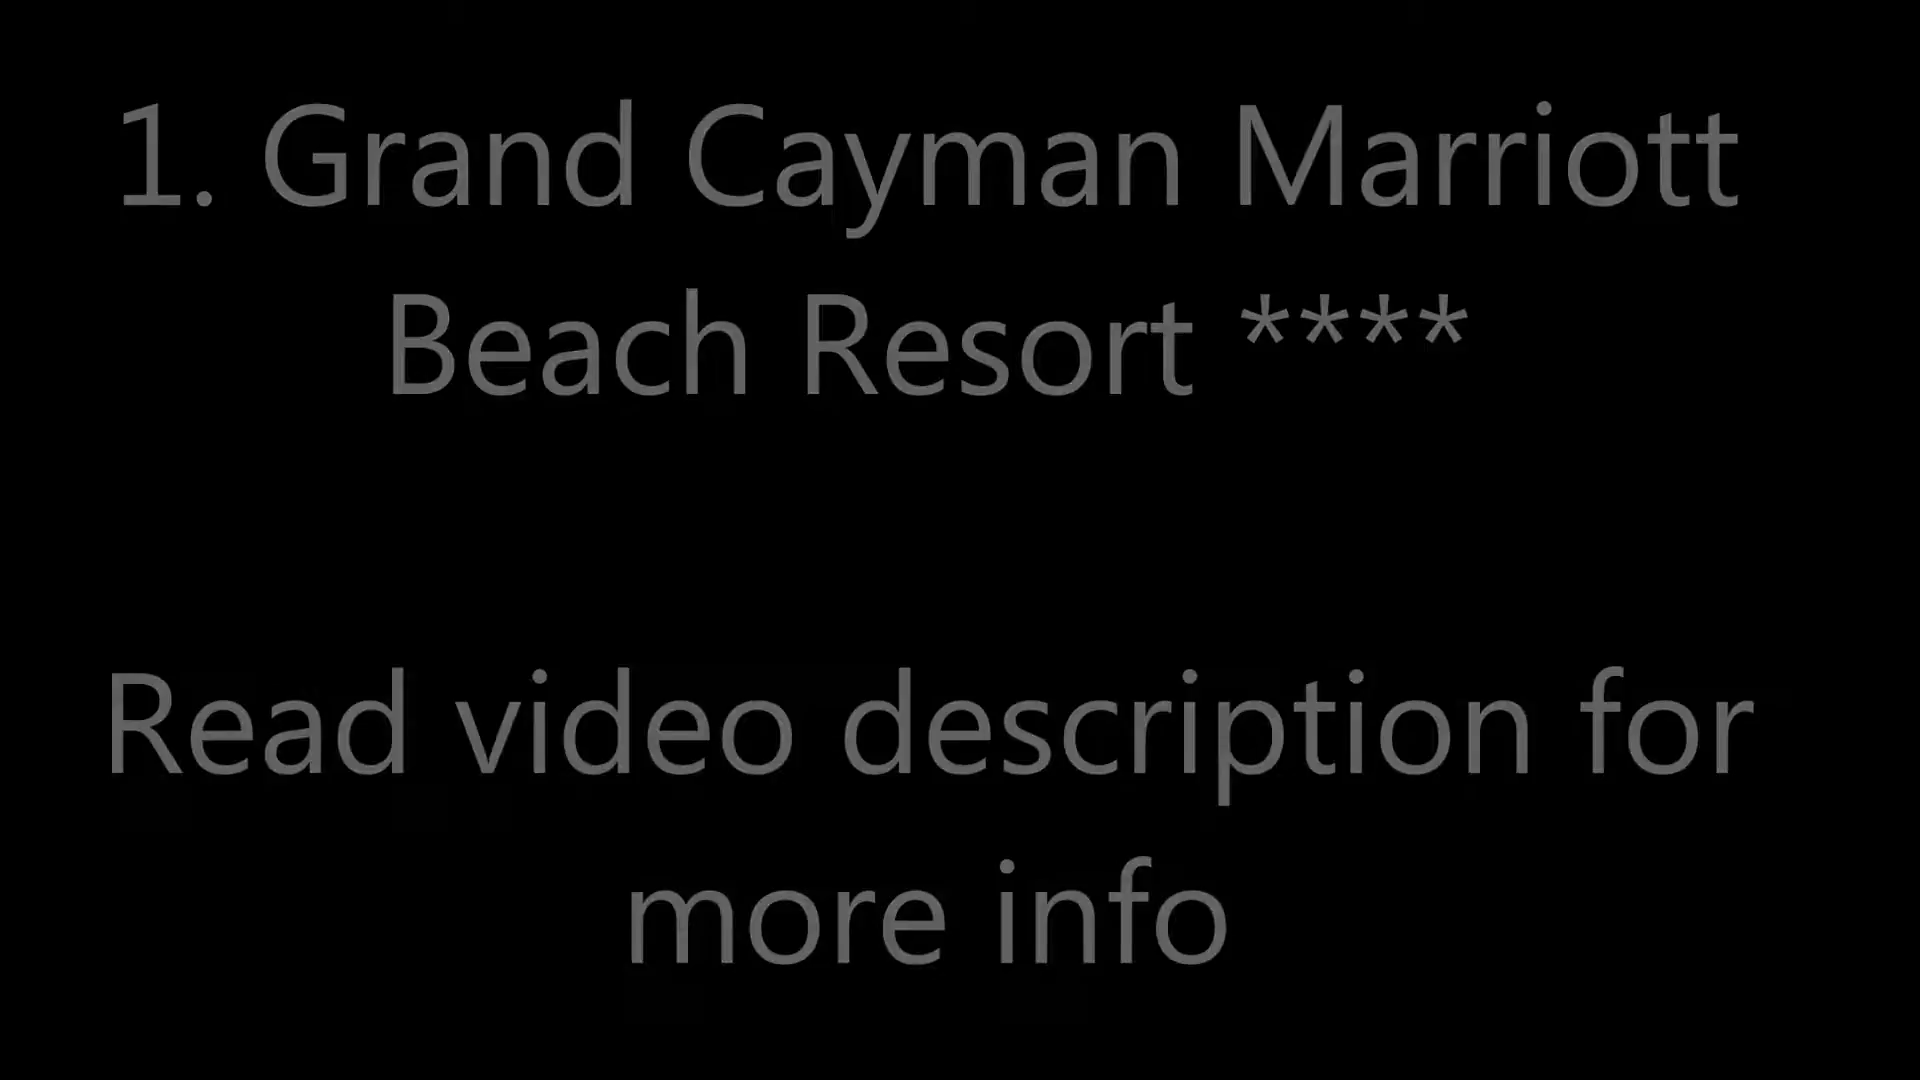 1. Grand Cayman Marriott
Beach Resort ****
Read video description for
more info